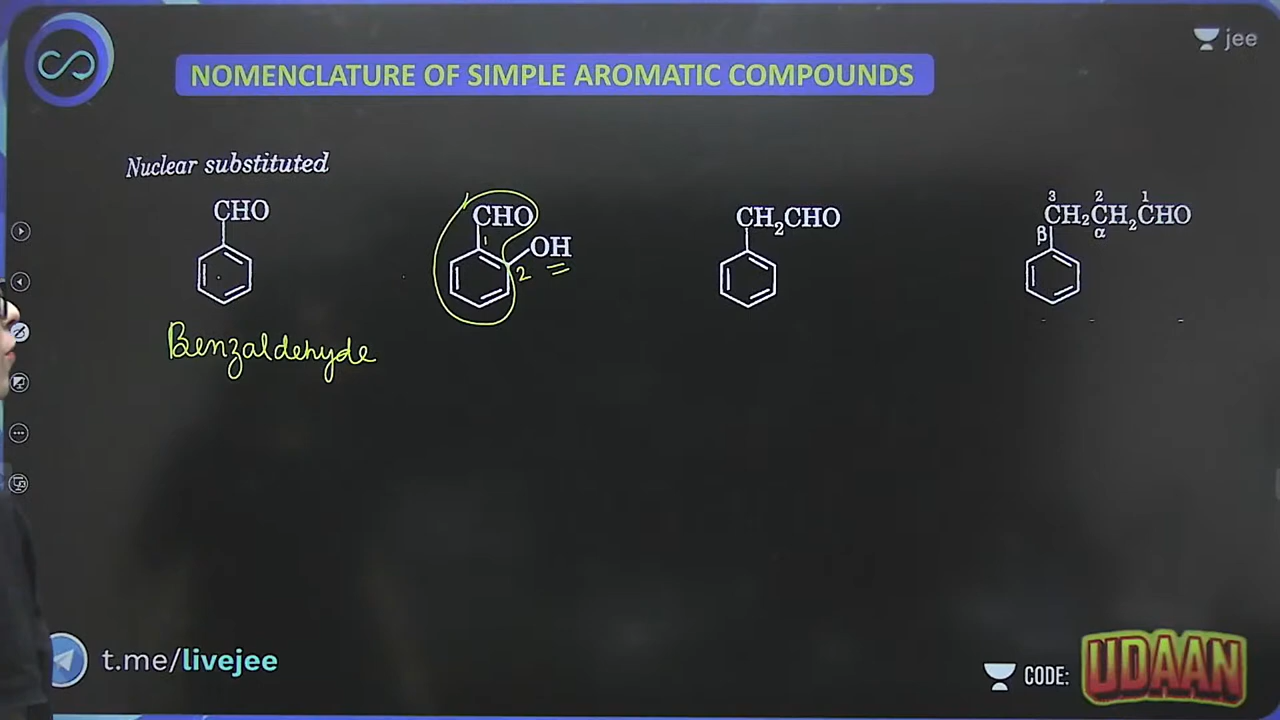 jee
NOMENCLATURE OF SIMPLE AROMATIC COMPOUNDS
Nuclear substituted
CHO
CHO
OH
1
2
CH₂CHO
3 2 1
CH₂CH₂CHO
β α
Benzaldehyde
t.me/livejee
CODE: UDAAN